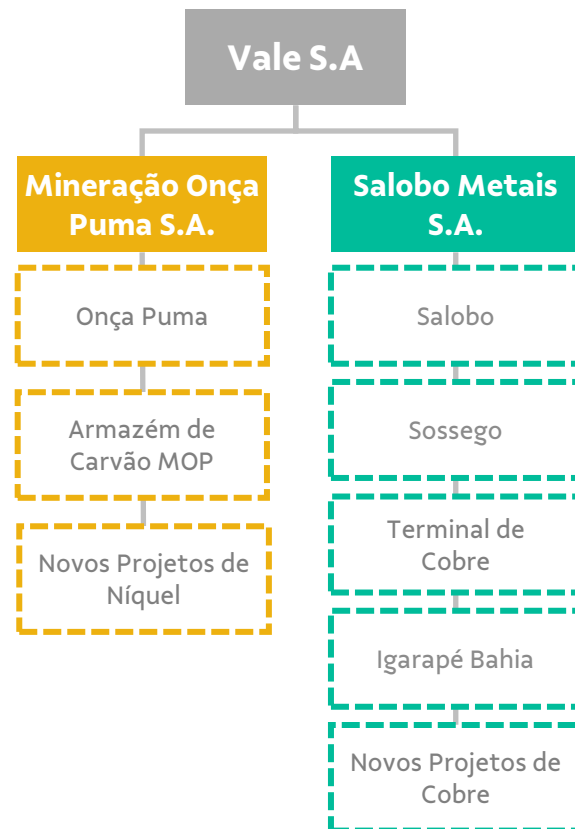 Vale S.A
Mineração Onça
Puma S.A.
Onça Puma
Armazém de
Carvão MOP
Novos Projetos de
Níquel
Salobo Metais
S.A.
Salobo
Sossego
Terminal de
Cobre
Igarapé Bahia
Novos Projetos de
Cobre